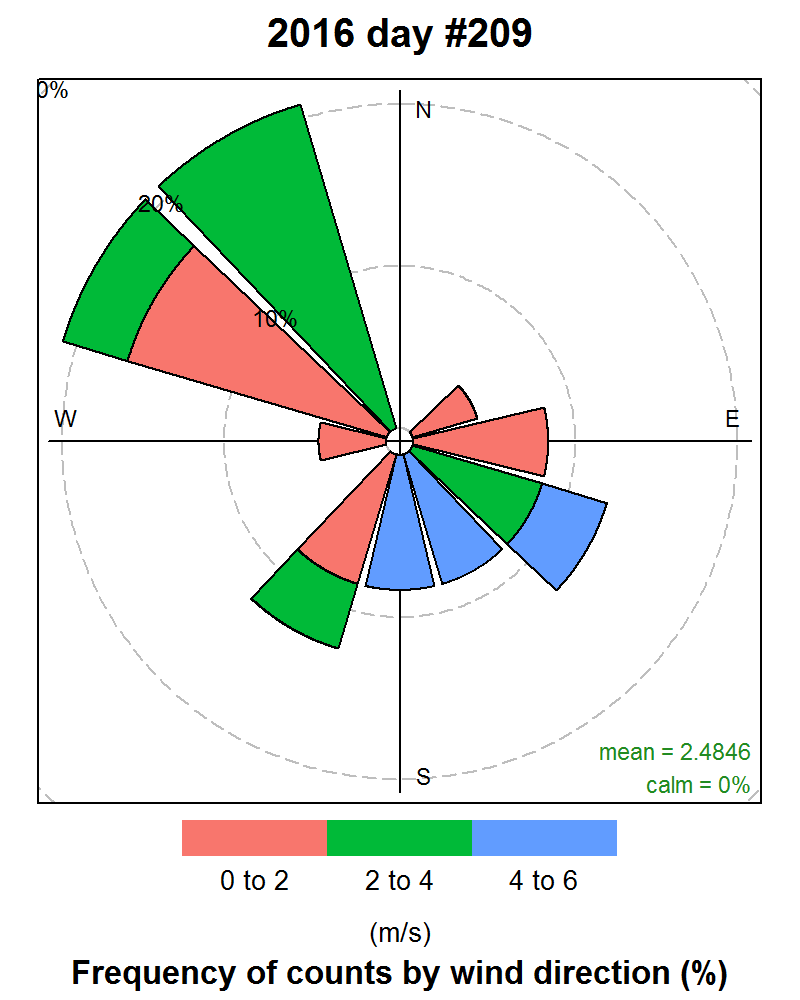 2016 day #209
0%
N
20%
10%
W
E
S
mean = 2.4846
calm = 0%
0 to 2
2 to 4
4 to 6
(m/s)
Frequency of counts by wind direction (%)